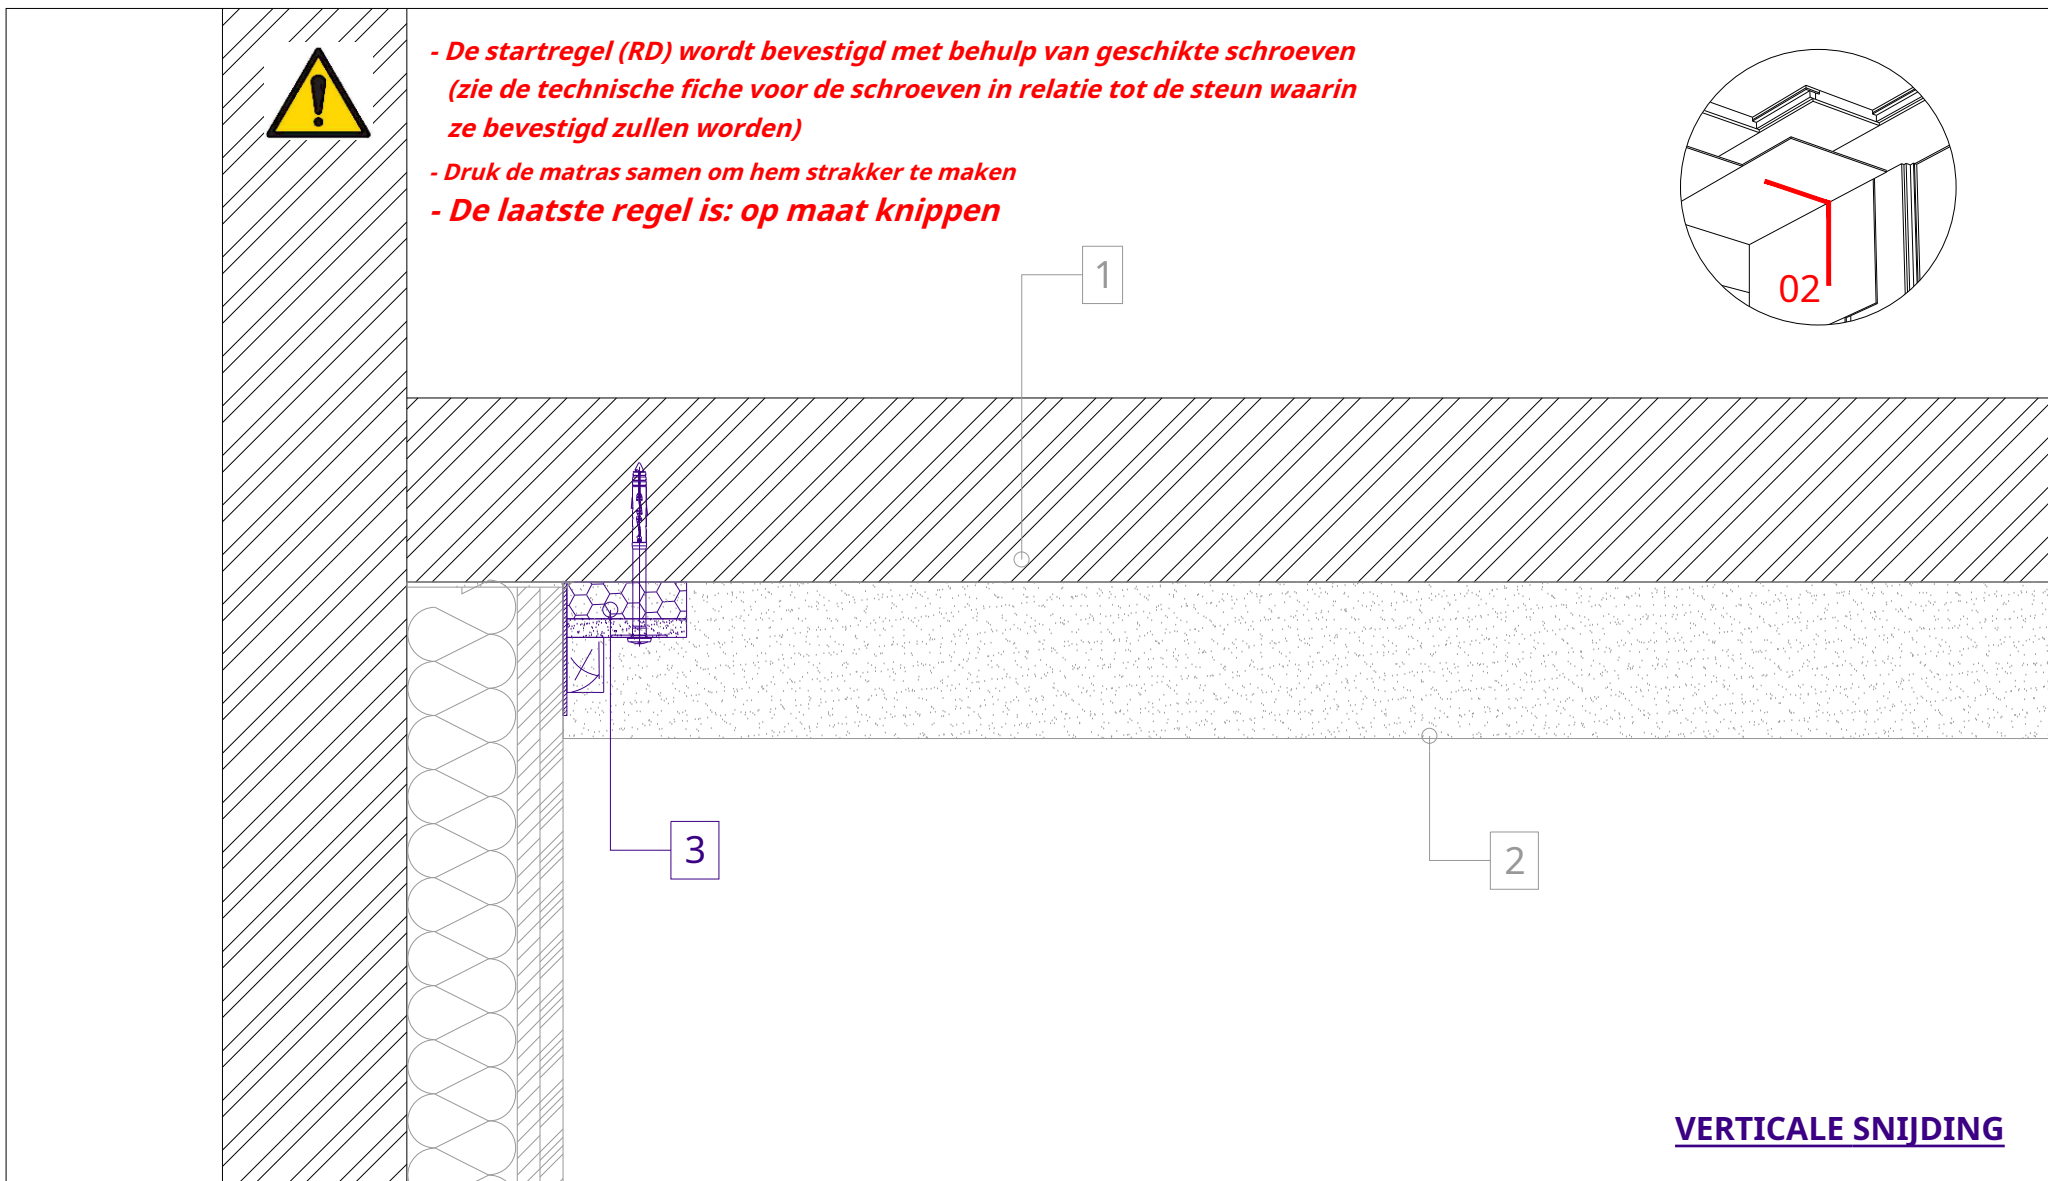 - De startregel (RD) wordt bevestigd met behulp van geschikte schroeven
(zie de technische fiche voor de schroeven in relatie tot de steun waarin
ze bevestigd zullen worden)
- Druk de matras samen om hem strakker te maken
- De laatste regel is: op maat knippen
1
02
3
2
VERTICALE SNIJDING